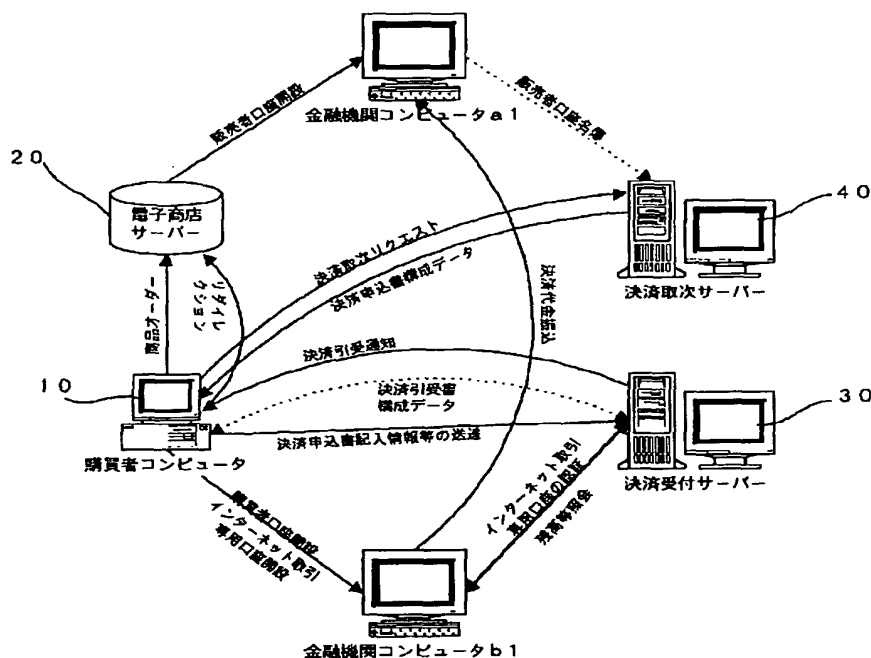 金融機関コンピュータａ１
販売者口座開設
販売者口座名簿
２０
電子商店
サーバー
４０
決済取次サーバー
決済取次リクエスト
決済申込書構成データ
リダイレ
クション
商品オーダー
決済代金振込
１０
購買者コンピュータ
決済引受通知
決済引受書
構成データ
決済申込書記入情報等の送達
３０
決済受付サーバー
購買者口座開設
インターネット取引
専用口座開設
インターネット取引
専用口座の認証
残高等照会
金融機関コンピュータｂ１